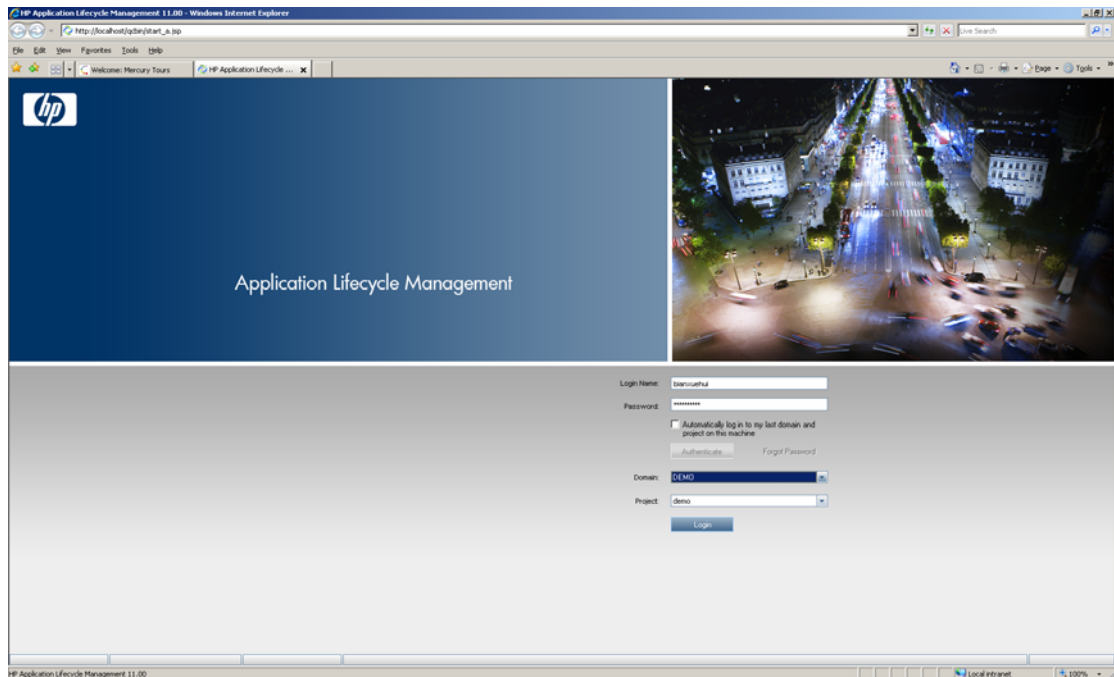 HP Application Lifecycle Management 11.00 - Windows Internet Explorer
http://localhost/qcbin/start_a.jsp
Live Search
File Edit View Favorites Tools Help
Welcome: Mercury Tours
HP Application Lifecycle ...
Page
Tools
hp
Application Lifecycle Management
Login Name: bianxuehui
Password: **********
Automatically log in to my last domain and
project on this machine
Authenticate Forgot Password
Domain: DEMO
Project: demo
Login
HP Application Lifecycle Management 11.00
Local intranet
100%